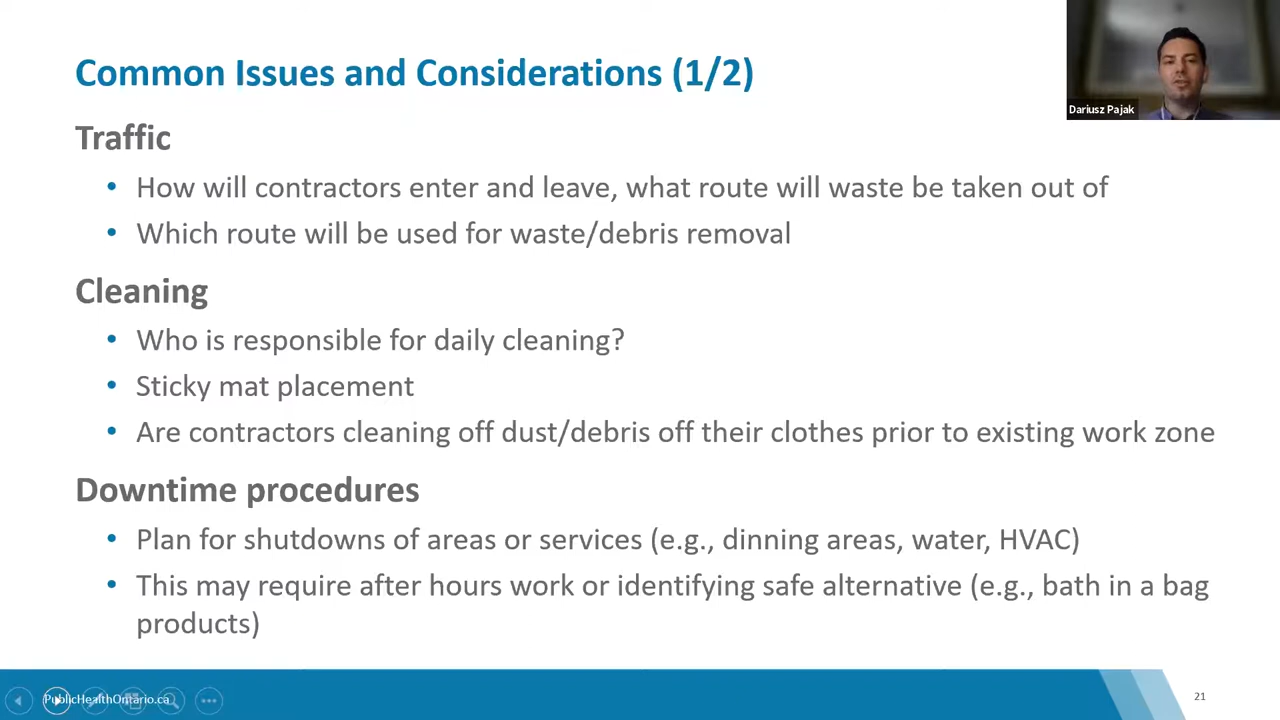 Common Issues and Considerations (1/2)
Dariusz Pajak
Traffic
• How will contractors enter and leave, what route will waste be taken out of
• Which route will be used for waste/debris removal
Cleaning
• Who is responsible for daily cleaning?
• Sticky mat placement
• Are contractors cleaning off dust/debris off their clothes prior to existing work zone
Downtime procedures
• Plan for shutdowns of areas or services (e.g., dinning areas, water, HVAC)
• This may require after hours work or identifying safe alternative (e.g., bath in a bag
products)
PublicHealthOntario.ca
21